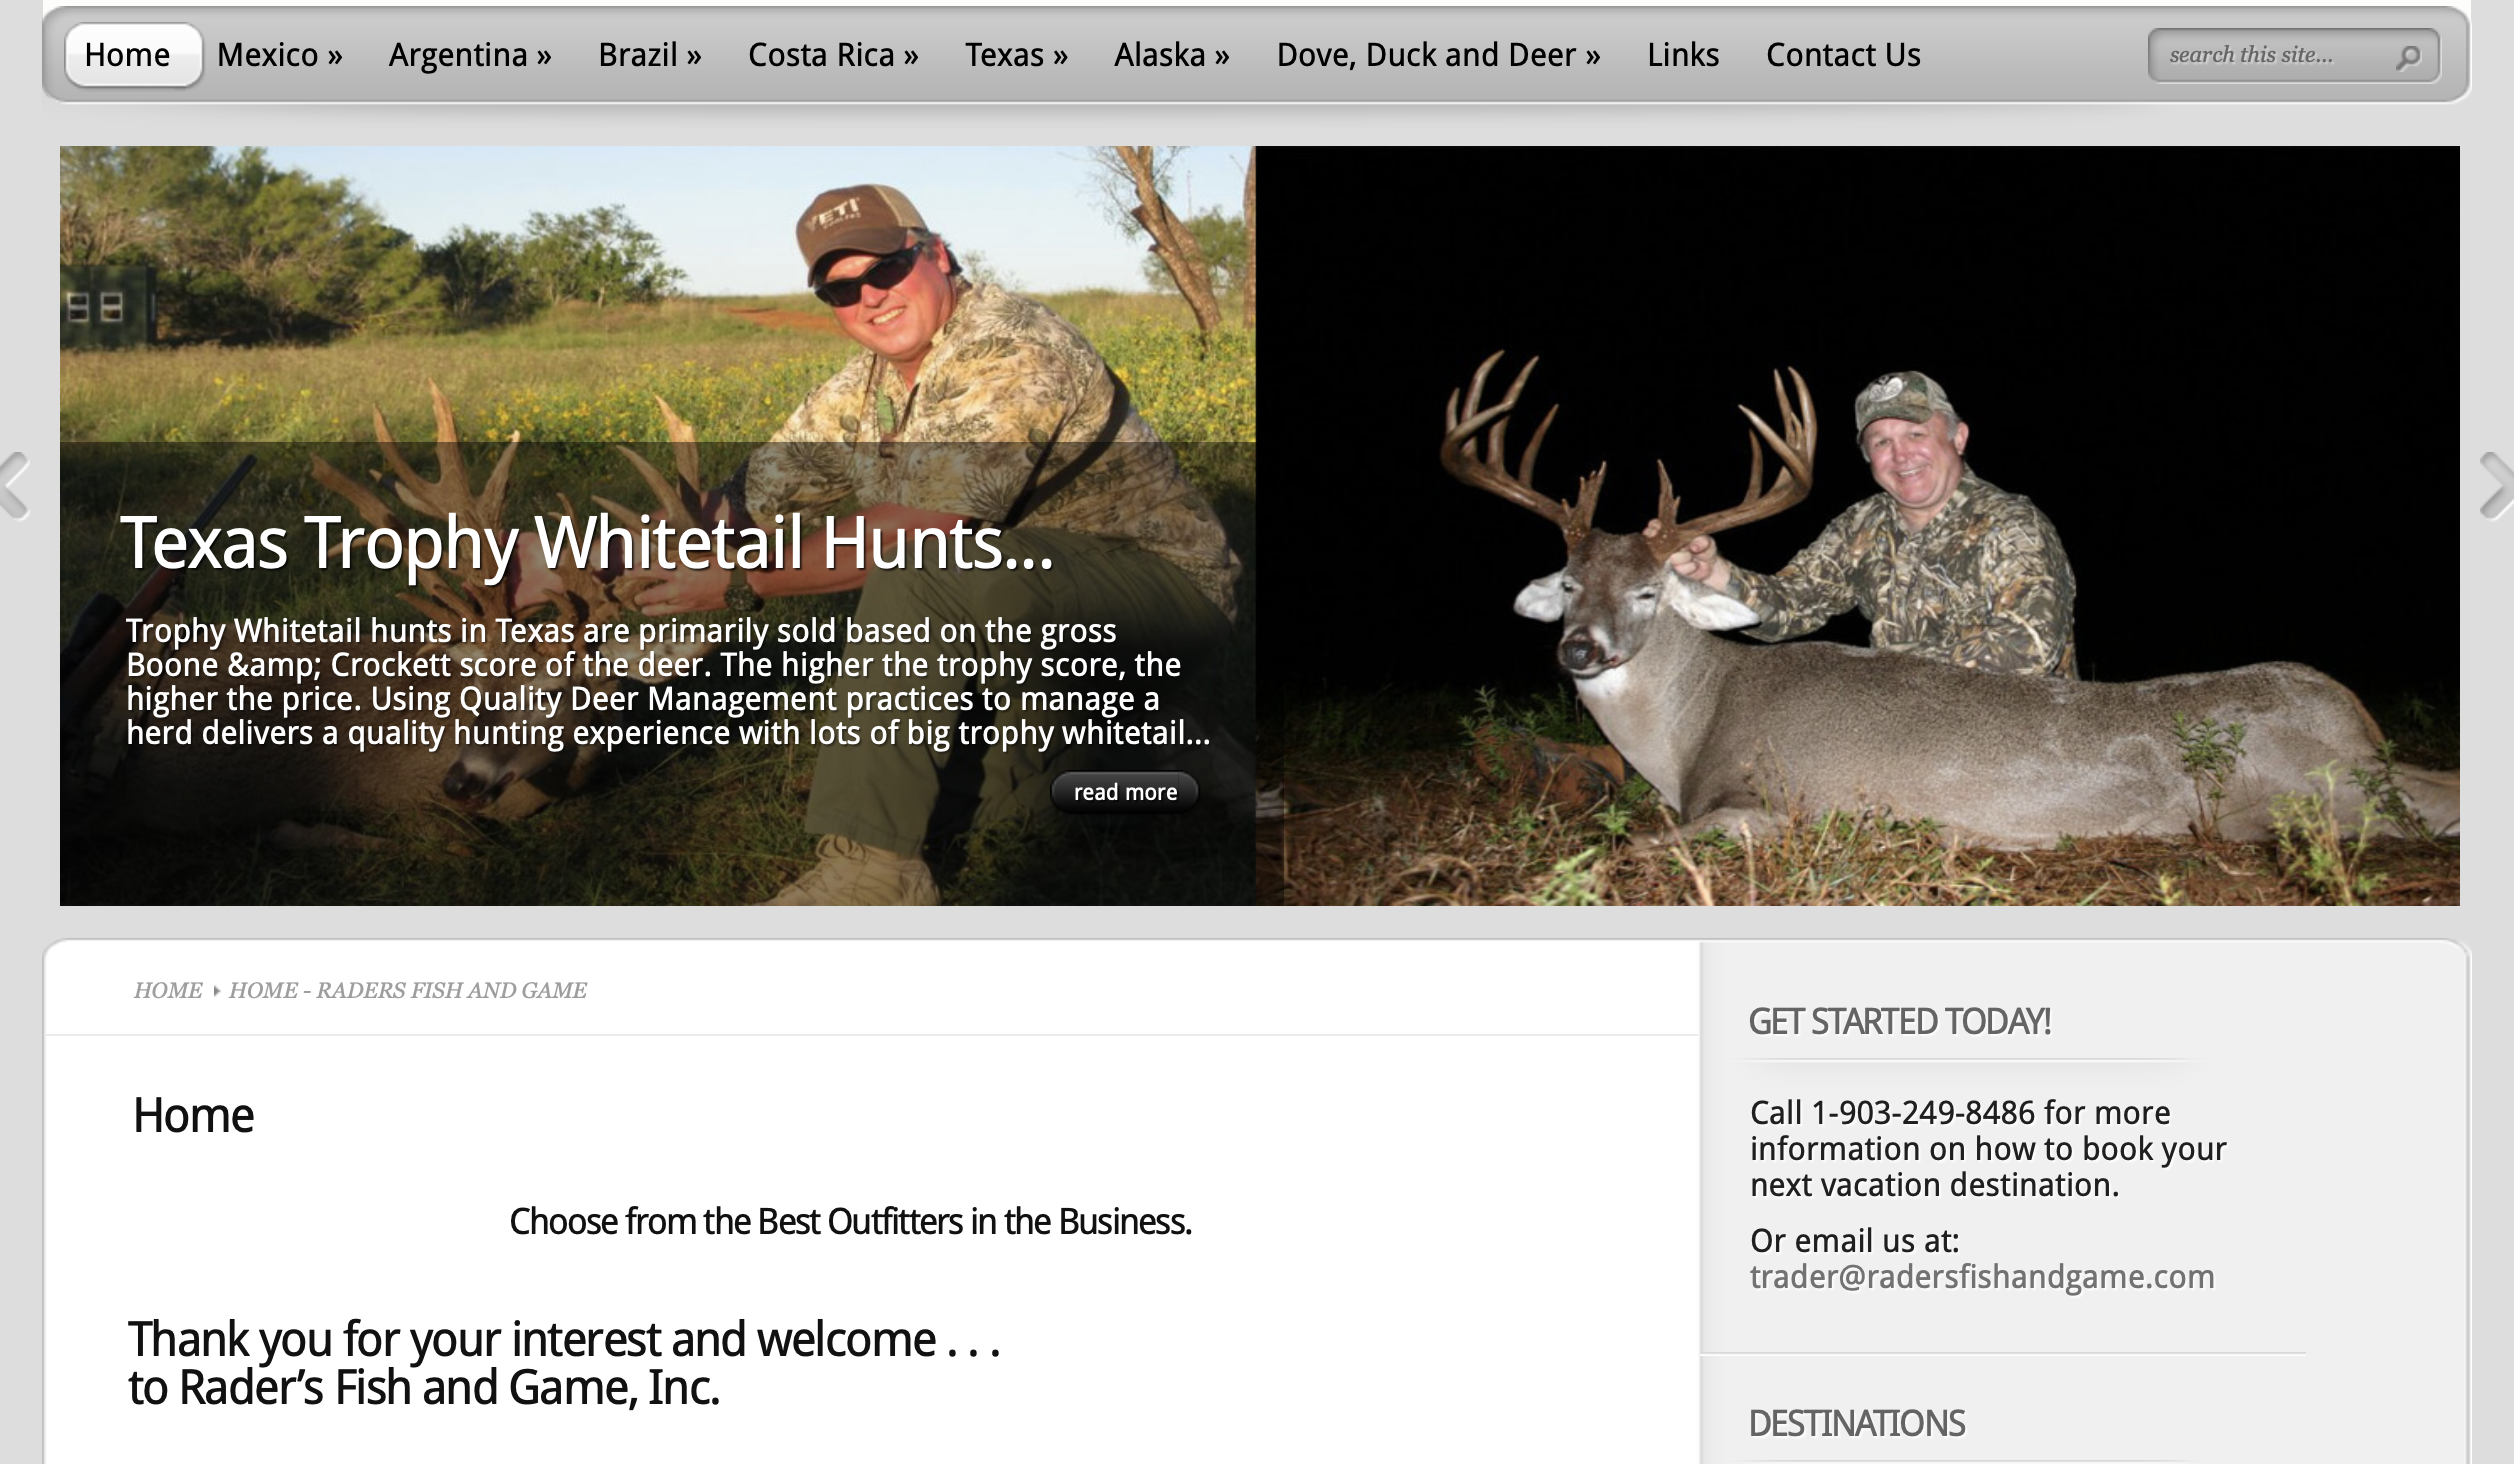 Home Mexico » Argentina » Brazil » Costa Rica » Texas » Alaska » Dove, Duck and Deer » Links Contact Us search this site...
YETI
Texas Trophy Whitetail Hunts...
Trophy Whitetail hunts in Texas are primarily sold based on the gross
Boone &amp; Crockett score of the deer. The higher the trophy score, the
higher the price. Using Quality Deer Management practices to manage a
herd delivers a quality hunting experience with lots of big trophy whitetail...
read more
HOME HOME - RADERS FISH AND GAME
Home
Choose from the Best Outfitters in the Business.
Thank you for your interest and welcome . . .
to Rader’s Fish and Game, Inc.
GET STARTED TODAY!
Call 1-903-249-8486 for more
information on how to book your
next vacation destination.
Or email us at:
trader@radersfishandgame.com
DESTINATIONS